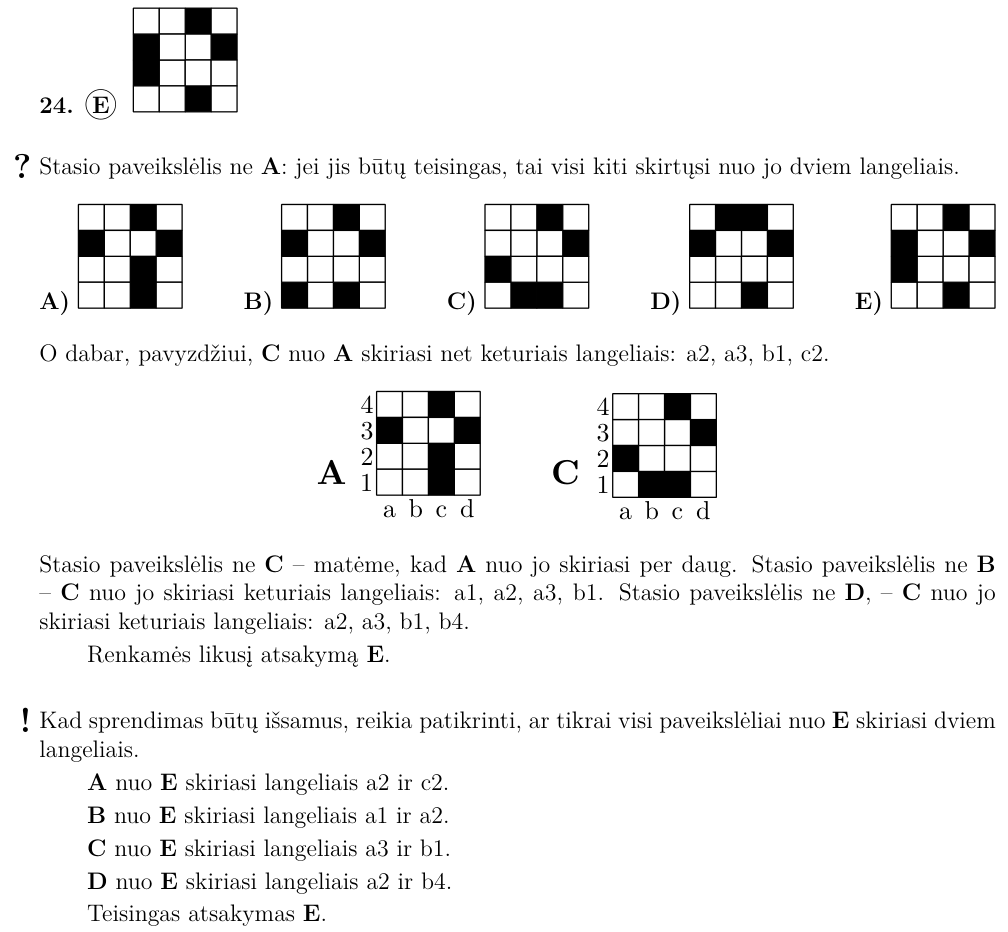 24. E
? Stasio paveikslėlis ne A: jei jis būtų teisingas, tai visi kiti skirtųsi nuo jo dviem langeliais.
A) B) C) D) E)
O dabar, pavyzdžiui, C nuo A skiriasi net keturiais langeliais: a2, a3, b1, c2.
4 4
3 3
2 2
A C
1 1
a b c d a b c d
Stasio paveikslėlis ne C – matėme, kad A nuo jo skiriasi per daug. Stasio paveikslėlis ne B
– C nuo jo skiriasi keturiais langeliais: a1, a2, a3, b1. Stasio paveikslėlis ne D, – C nuo jo
skiriasi keturiais langeliais: a2, a3, b1, b4.
Renkamės likusį atsakymą E.
! Kad sprendimas būtų išsamus, reikia patikrinti, ar tikrai visi paveikslėliai nuo E skiriasi dviem
langeliais.
A nuo E skiriasi langeliais a2 ir c2.
B nuo E skiriasi langeliais a1 ir a2.
C nuo E skiriasi langeliais a3 ir b1.
D nuo E skiriasi langeliais a2 ir b4.
Teisingas atsakymas E.